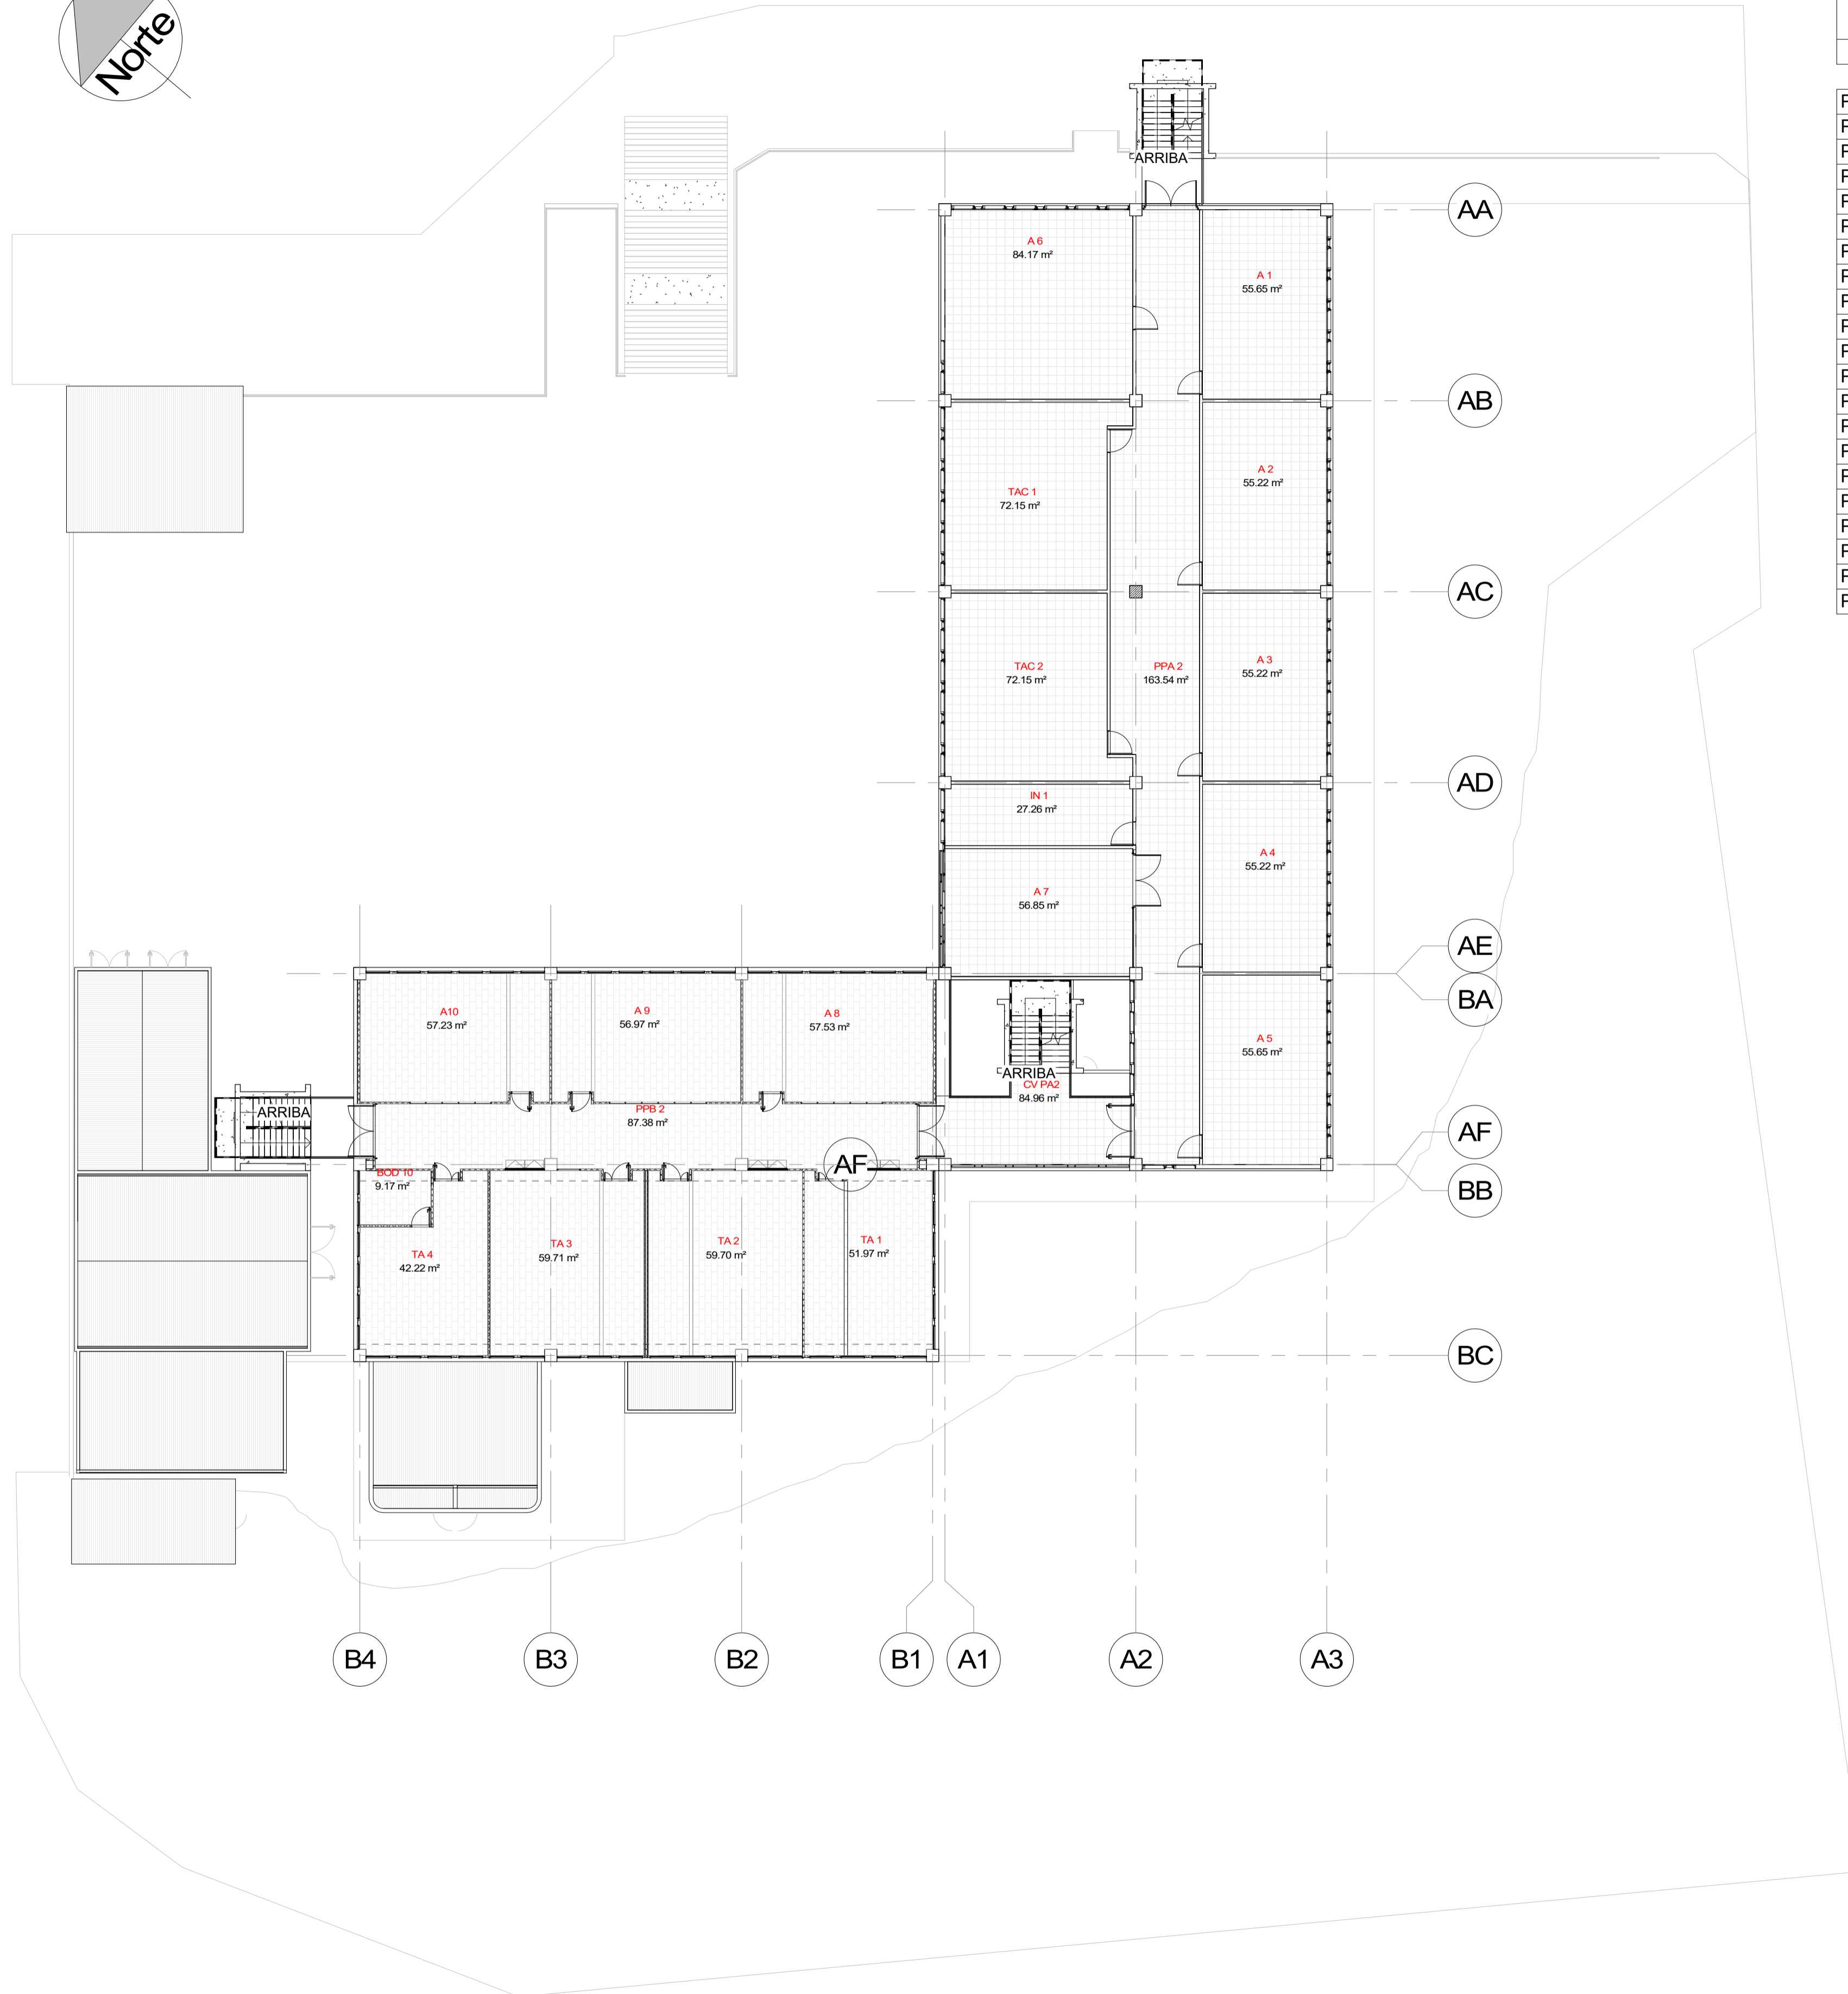 Norte
ARRIBA
AA
A 6
84.17 m²
A 1
55.65 m²
AB
A 2
55.22 m²
TAC 1
72.15 m²
AC
TAC 2
72.15 m²
PPA 2
163.54 m²
A 3
55.22 m²
AD
IN 1
27.26 m²
A 4
55.22 m²
A 7
56.85 m²
AE
BA
A10
57.23 m²
A 9
56.97 m²
A 8
57.53 m²
A 5
55.65 m²
ARRIBA
CV PA2
84.96 m²
ARRIBA
PPB 2
87.38 m²
AF
AF
BB
BOD 10
9.17 m²
TA 4
42.22 m²
TA 3
59.71 m²
TA 2
59.70 m²
TA 1
51.97 m²
BC
B4
B3
B2
B1
A1
A2
A3